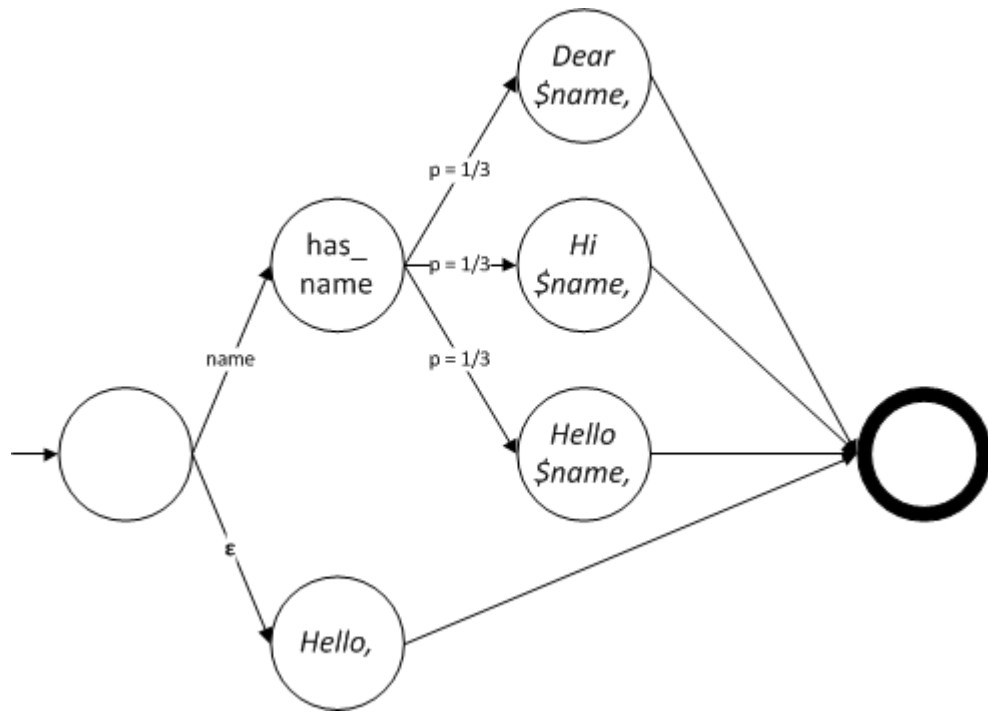 Dear
$name,
p = 1/3
has_
name
p = 1/3
Hi
$name,
name
p = 1/3
Hello
$name,
ε
Hello,